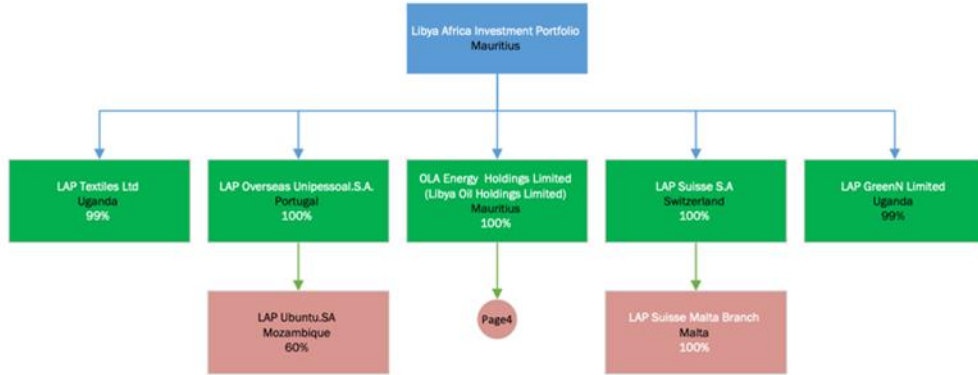 Libya Africa Investment Portfolio
Mauritius
LAP Textiles Ltd
Uganda
99%
LAP Overseas Unipessoal.S.A.
Portugal
100%
OLA Energy Holdings Limited
(Libya Oil Holdings Limited)
Mauritius
100%
LAP Suisse S.A
Switzerland
100%
LAP GreenN Limited
Uganda
99%
LAP Ubuntu.SA
Mozambique
60%
Page4
LAP Suisse Malta Branch
Malta
100%